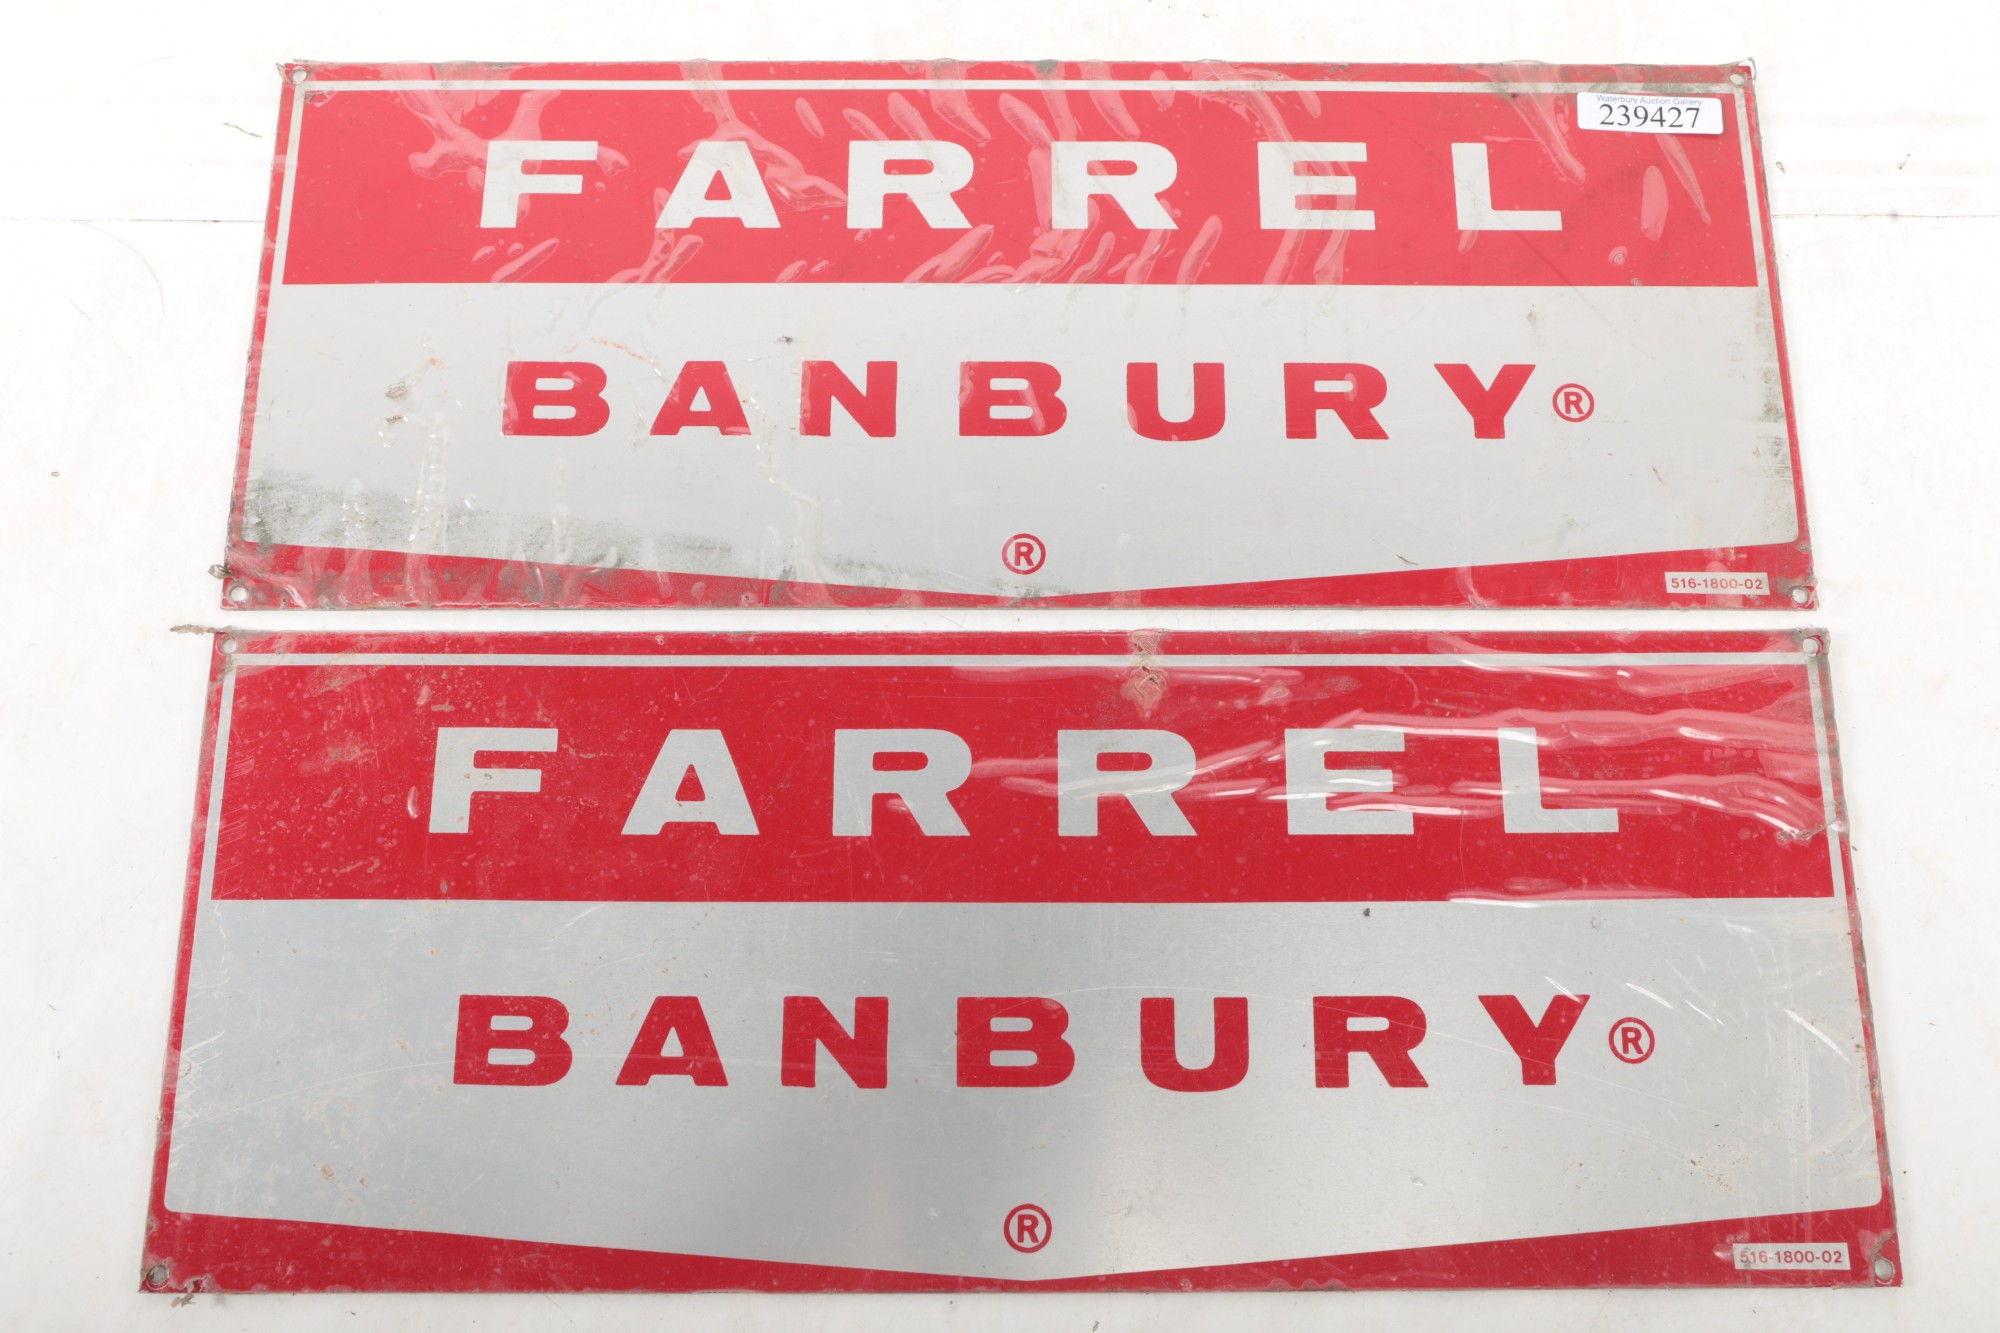 Waterbury Auction Gallery
239427
FARREL
BANBURY®
®
516-1800-02
FARREL
BANBURY®
®
516-1800-02